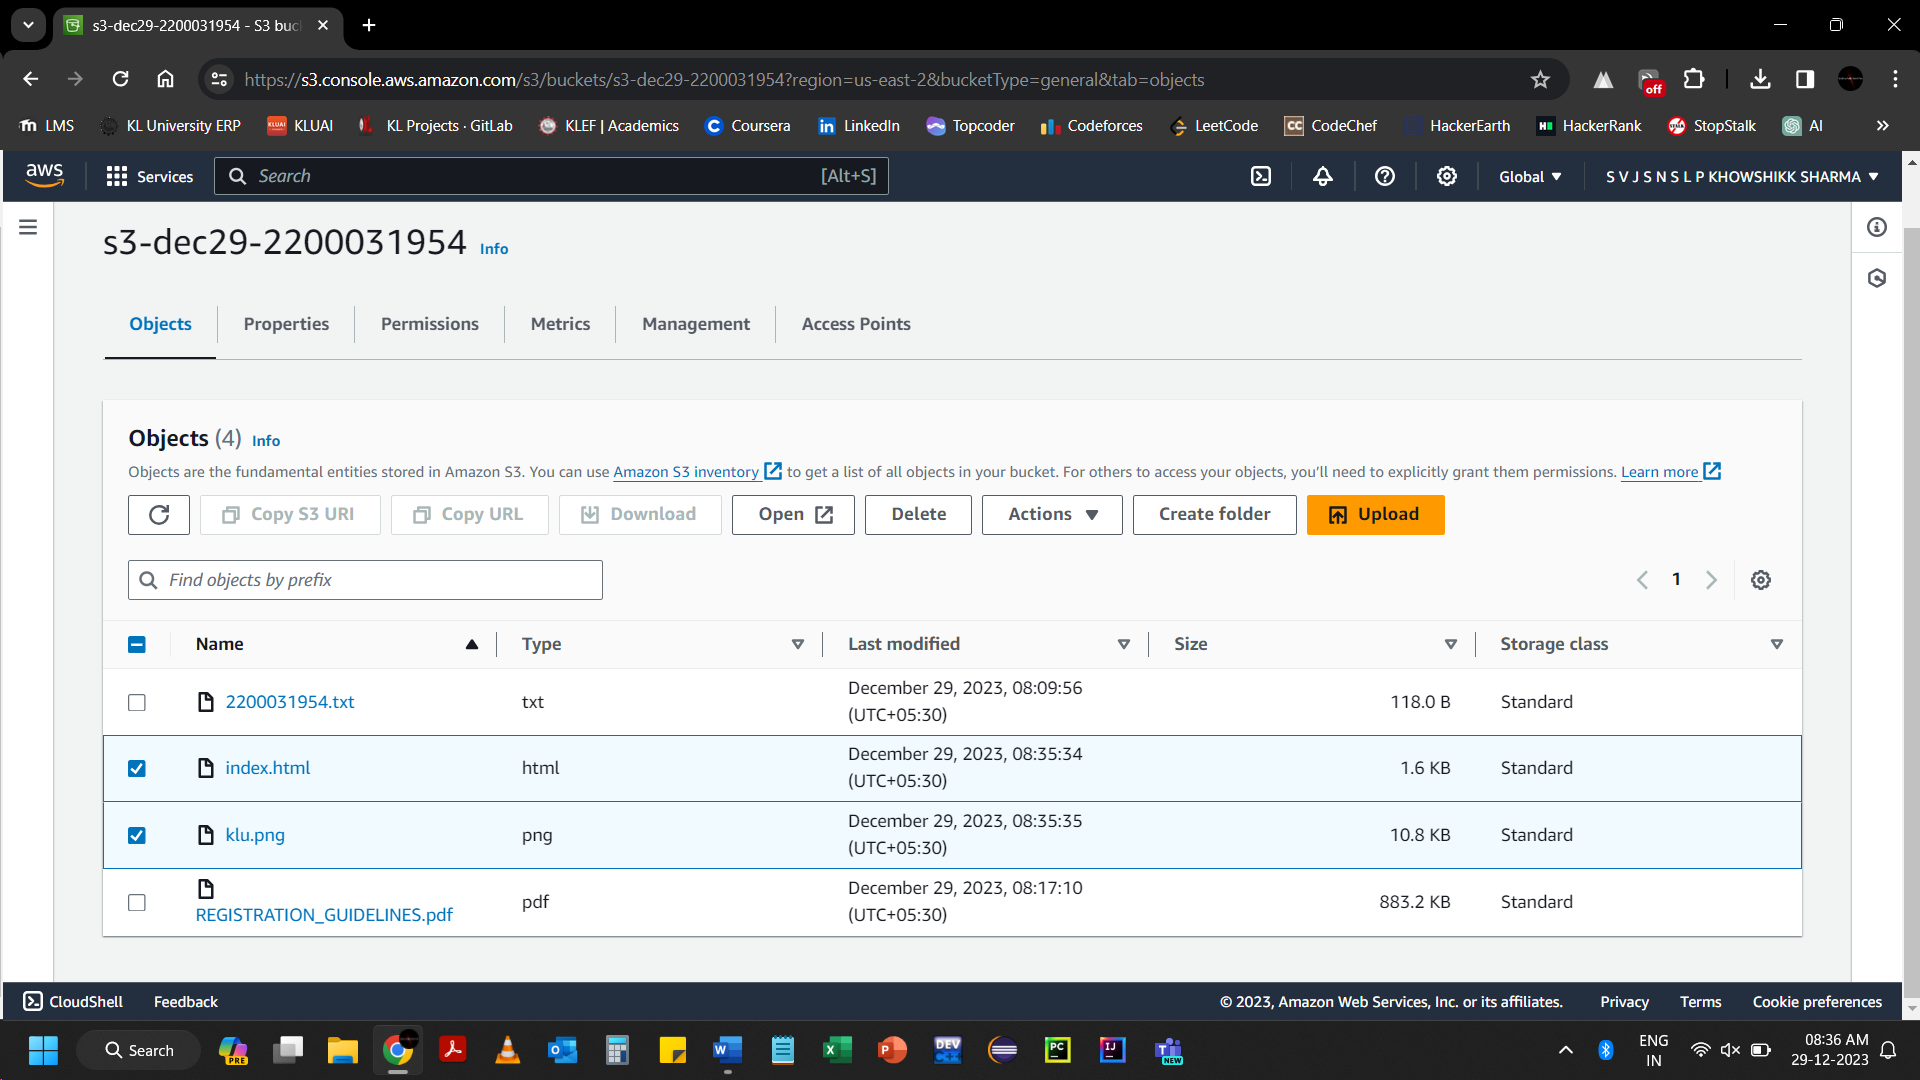 s3-dec29-2200031954 - S3 buc
https://s3.console.aws.amazon.com/s3/buckets/s3-dec29-2200031954?region=us-east-2&bucketType=general&tab=objects
off
LMS KL University ERP KLUAI KL Projects · GitLab KLEF | Academics Coursera LinkedIn Topcoder Codeforces LeetCode CodeChef HackerEarth HackerRank StopStalk AI
aws Services Search [Alt+S] Global S V J S N S L P KHOWSHIKK SHARMA
s3-dec29-2200031954 Info
Objects Properties Permissions Metrics Management Access Points
Objects (4) Info
Objects are the fundamental entities stored in Amazon S3. You can use Amazon S3 inventory to get a list of all objects in your bucket. For others to access your objects, you'll need to explicitly grant them permissions. Learn more
Copy S3 URI Copy URL Download Open Delete Actions Create folder Upload
Find objects by prefix 1
Name Type Last modified Size Storage class
2200031954.txt txt December 29, 2023, 08:09:56 118.0 B Standard
(UTC+05:30)
index.html html December 29, 2023, 08:35:34 1.6 KB Standard
(UTC+05:30)
klu.png png December 29, 2023, 08:35:35 10.8 KB Standard
(UTC+05:30)
REGISTRATION_GUIDELINES.pdf pdf December 29, 2023, 08:17:10 883.2 KB Standard
(UTC+05:30)
CloudShell Feedback © 2023, Amazon Web Services, Inc. or its affiliates. Privacy Terms Cookie preferences
Search ENG 08:36 AM
IN 29-12-2023